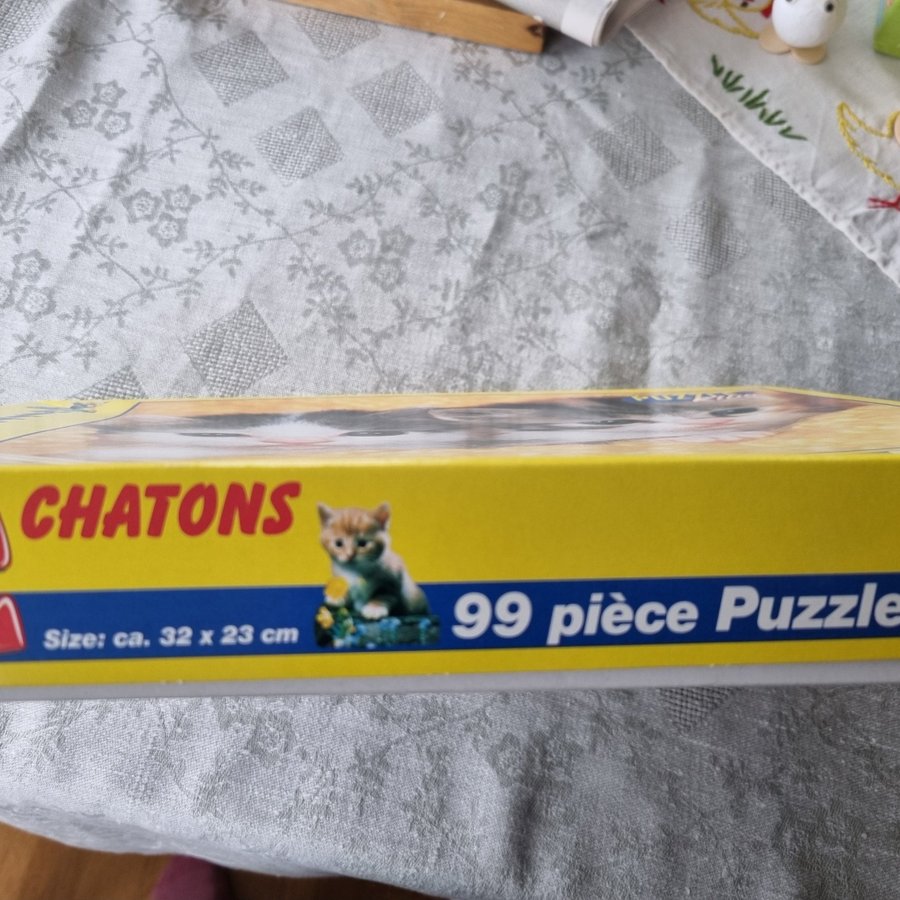 CHATONS
Size: ca. 32 x 23 cm
99 pièce Puzzle